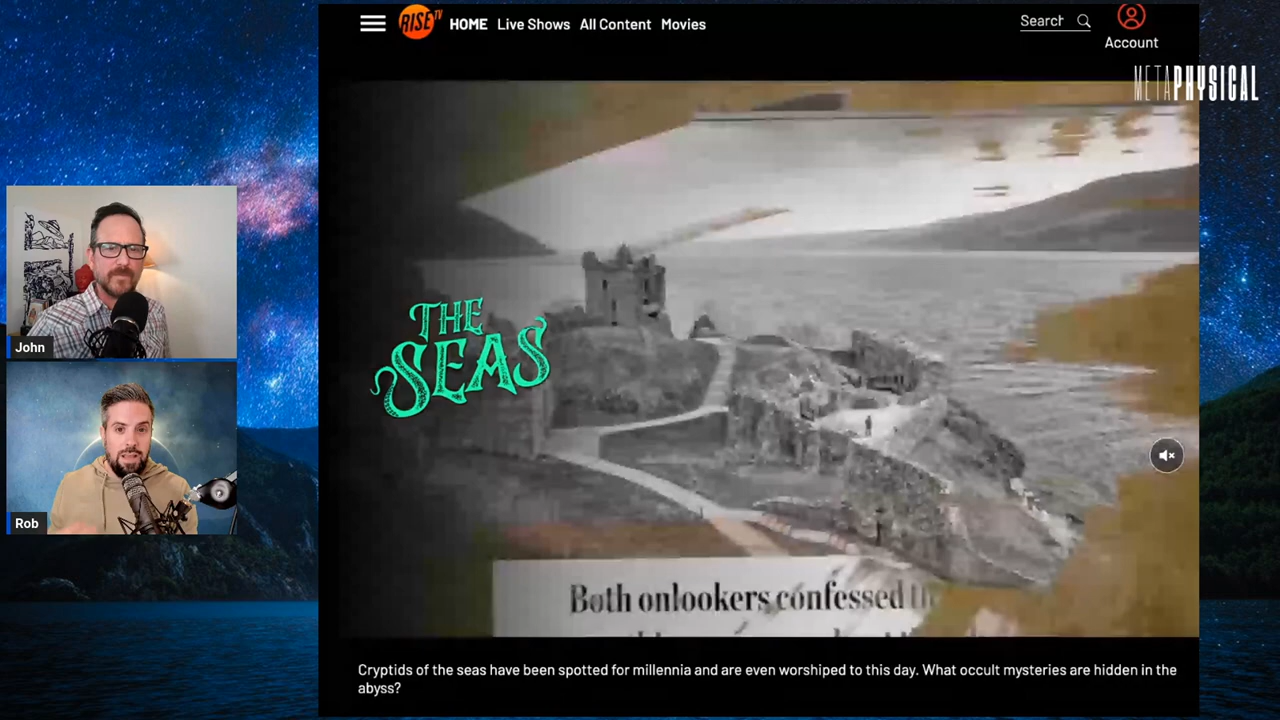 RISE TV
HOME Live Shows All Content Movies
Search
Account
METAPHYSICAL
THE
SEAS
John
Rob
Both onlookers confessed
Cryptids of the seas have been spotted for millennia and are even worshiped to this day. What occult mysteries are hidden in the
abyss?